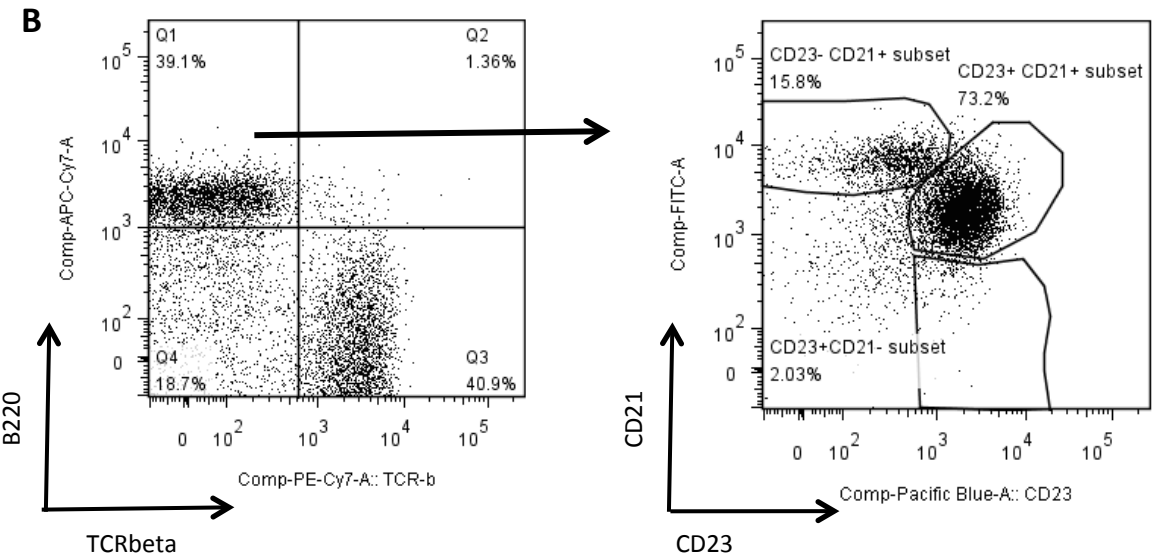 B
Q1
39.1%
Q2
1.36%
Q4
18.7%
Q3
40.9%
10^5
10^4
10^3
10^2
0
Comp-APC-Cy7-A
B220
0 10^2 10^3 10^4 10^5
Comp-PE-Cy7-A:: TCR-b
TCRbeta
CD23- CD21+ subset
15.8%
CD23+ CD21+ subset
73.2%
CD23+CD21- subset
2.03%
10^5
10^4
10^3
10^2
0
Comp-FITC-A
CD21
0 10^2 10^3 10^4 10^5
Comp-Pacific Blue-A:: CD23
CD23